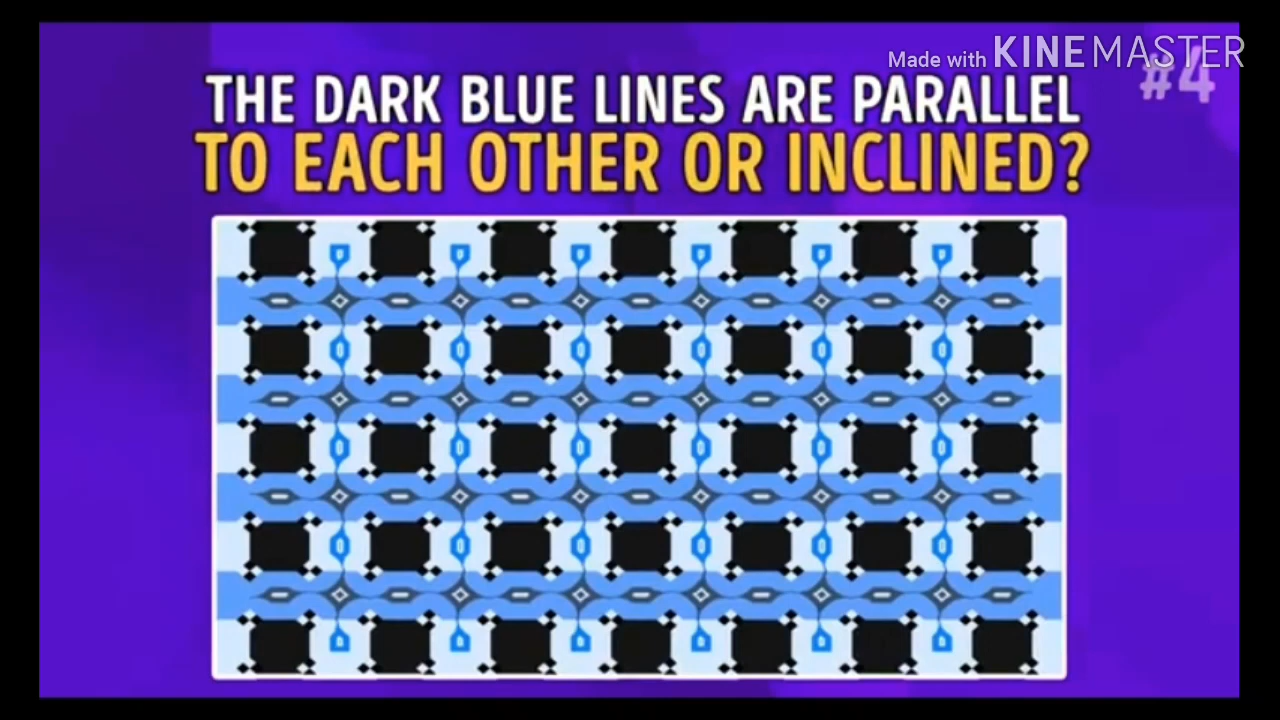 Made with KINEMASTER
#4
THE DARK BLUE LINES ARE PARALLEL
TO EACH OTHER OR INCLINED?